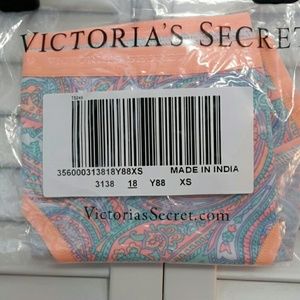 VICTORIA'S SECRET
356000313818Y88XS MADE IN INDIA
3138 18 Y88 XS
VictoriasSecret.com